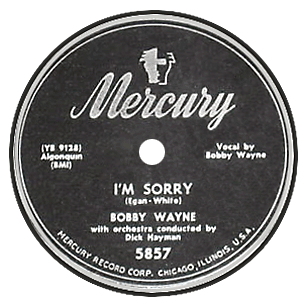 Mercury
(YB 9128)
Algonquin
(BMI)
Vocal by
Bobby Wayne
I'M SORRY
(Egan-White)
BOBBY WAYNE
with orchestra conducted by
Dick Hayman
5857
MERCURY RECORD CORP. CHICAGO, ILLINOIS, U.S.A.